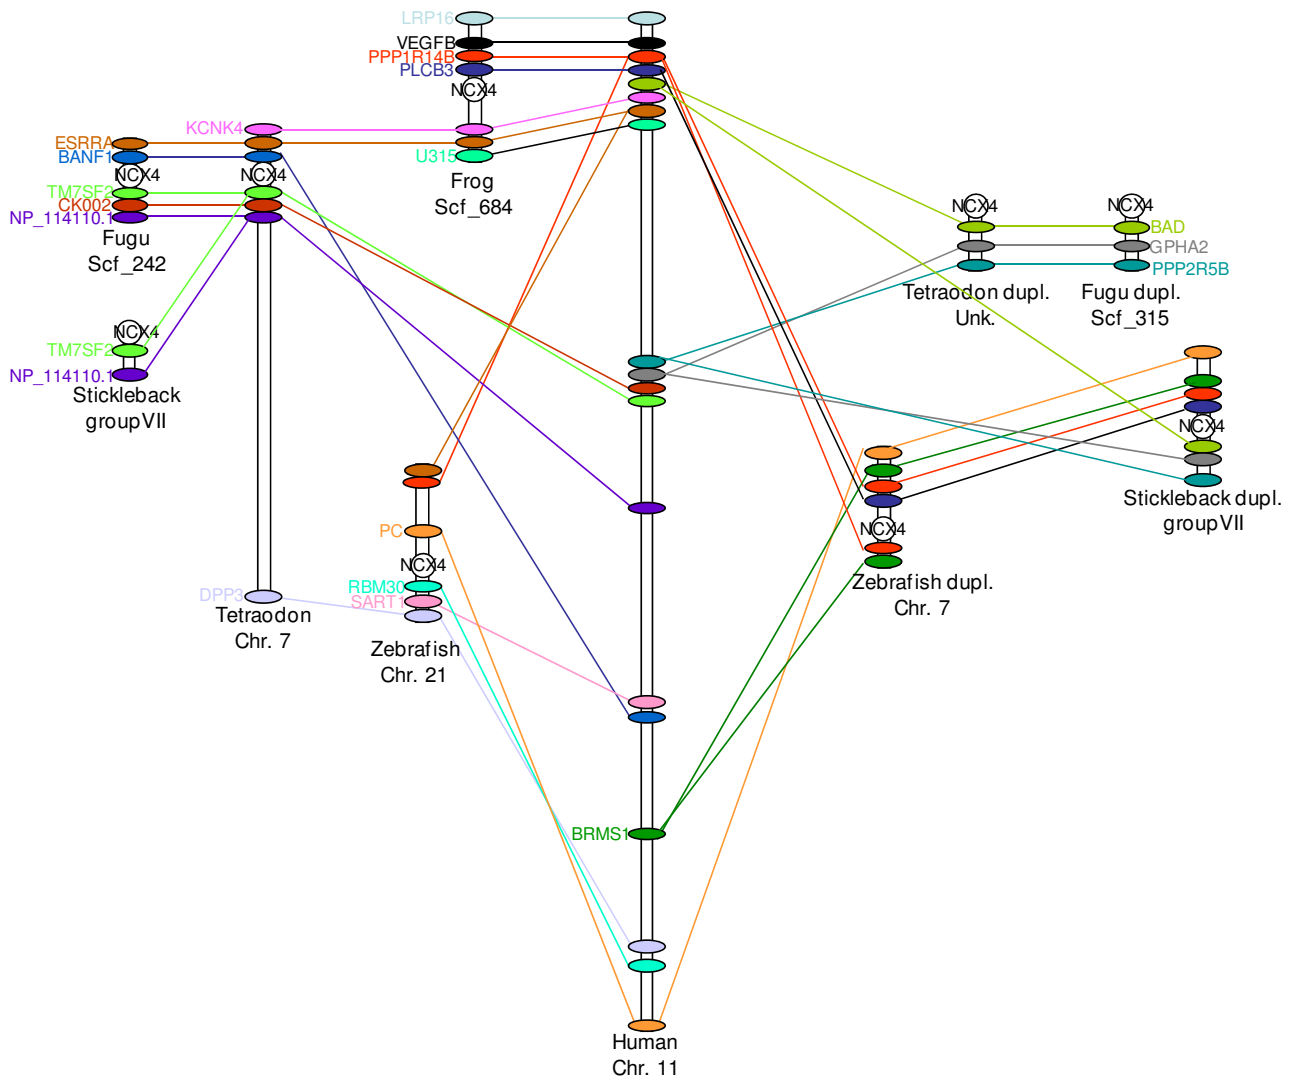 LRP16
VEGFB
PPP1R14B
PLCB3
NCX4
U315
Frog
Scf_684
KCNK4
ESRRA
BANF1
NCX4
NCX4
TM7SF2
CK002
NP_114110.1
Fugu
Scf_242
NCX4
TM7SF2
NP_114110.1
Stickleback
groupVII
DPP3
Tetraodon
Chr. 7
PC
NCX4
RBM30
SART1
Zebrafish
Chr. 21
BRMS1
Human
Chr. 11
NCX4
NCX4
BAD
GPHA2
PPP2R5B
Tetraodon dupl.
Unk.
Fugu dupl.
Scf_315
NCX4
Stickleback dupl.
groupVII
NCX4
Zebrafish dupl.
Chr. 7